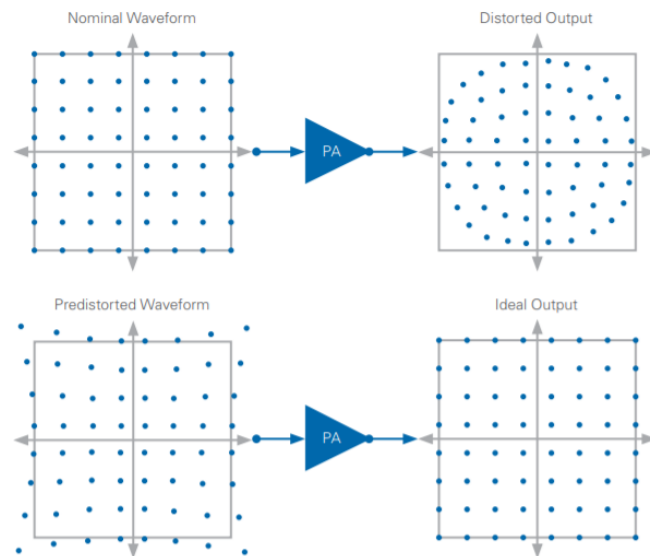 Nominal Waveform
Distorted Output
PA
Predistorted Waveform
Ideal Output
PA